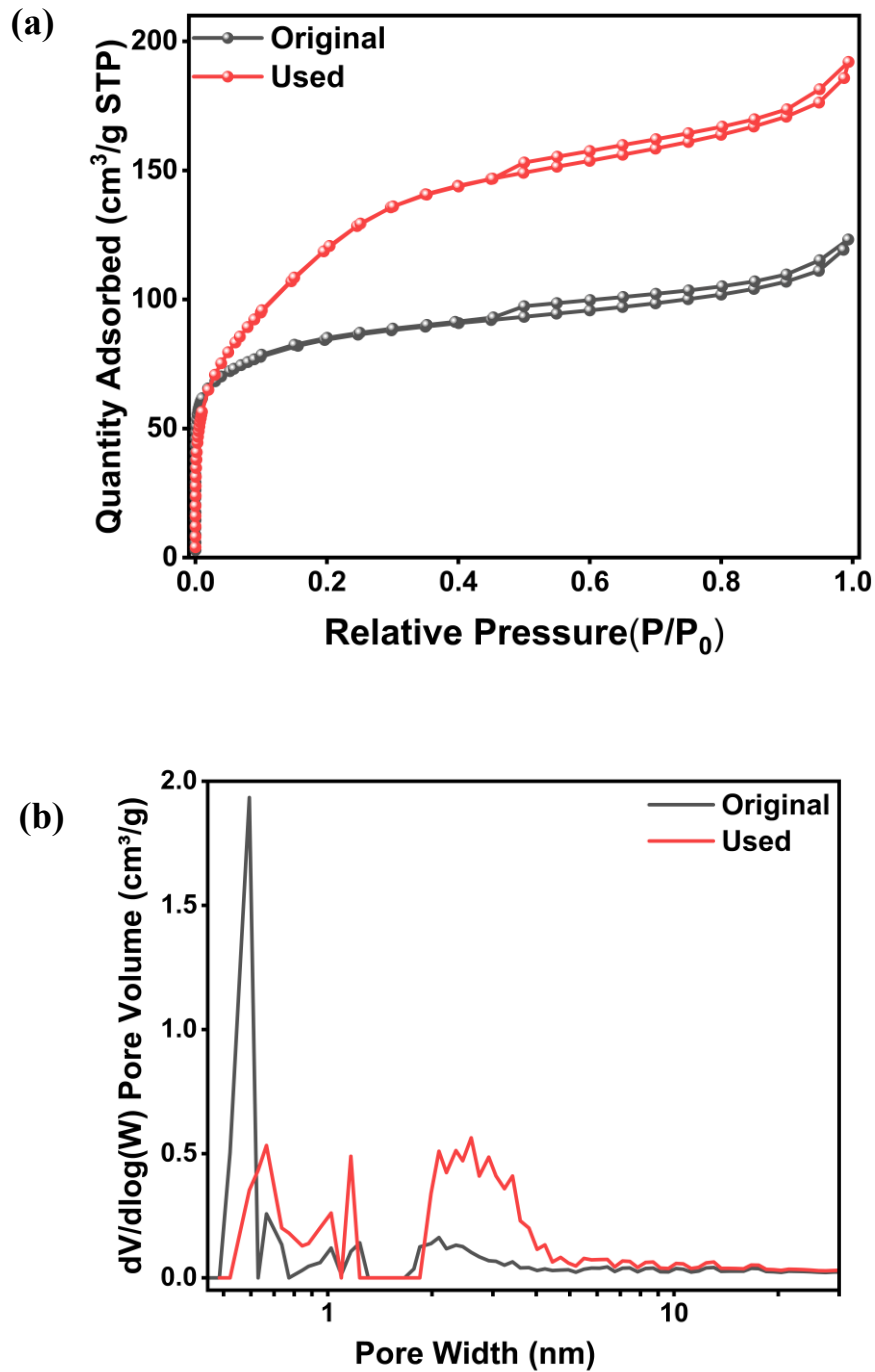 (a)
Original
Used
Quantity Adsorbed (cm³/g STP)
200
150
100
50
0
0.0 0.2 0.4 0.6 0.8 1.0
Relative Pressure(P/P₀)
(b)
Original
Used
dV/dlog(W) Pore Volume (cm³/g)
2.0
1.5
1.0
0.5
0.0
1 10
Pore Width (nm)